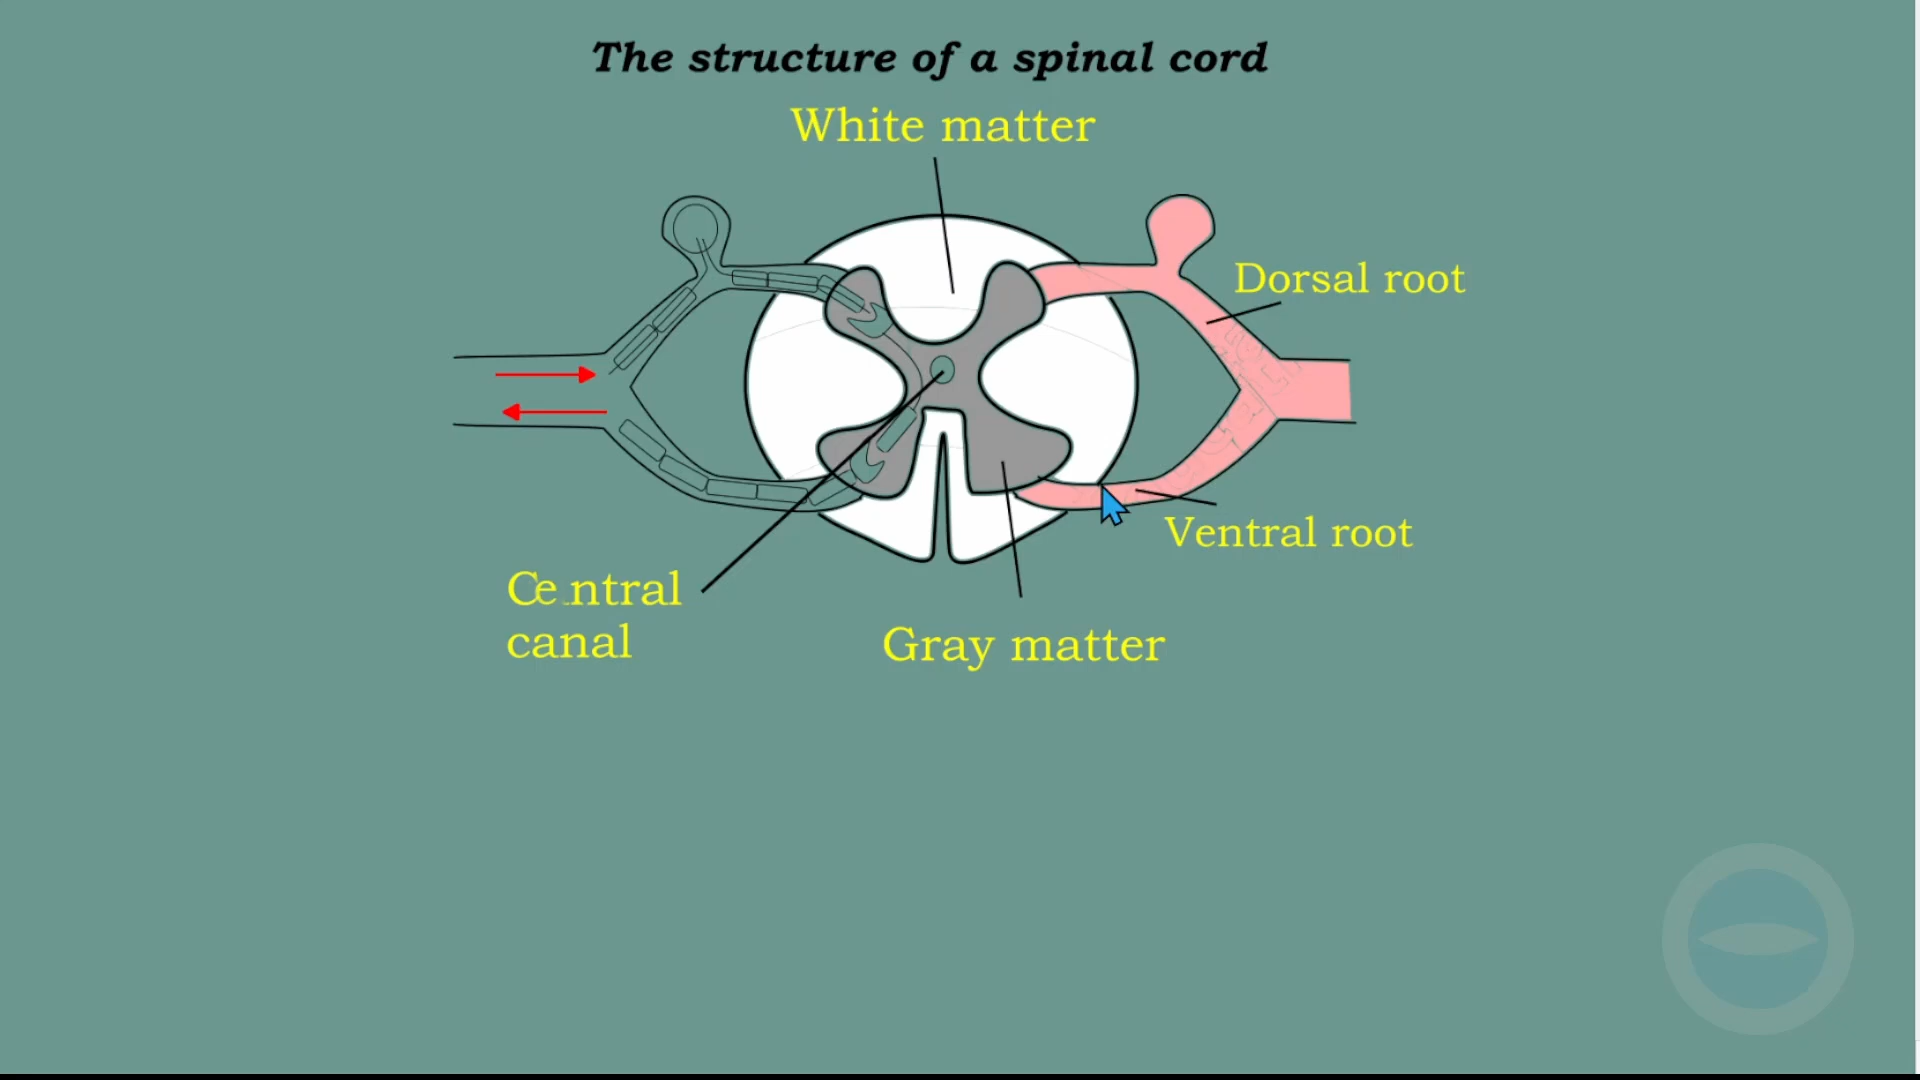 The structure of a spinal cord
White matter
Dorsal root
Ventral root
Central
canal
Gray matter